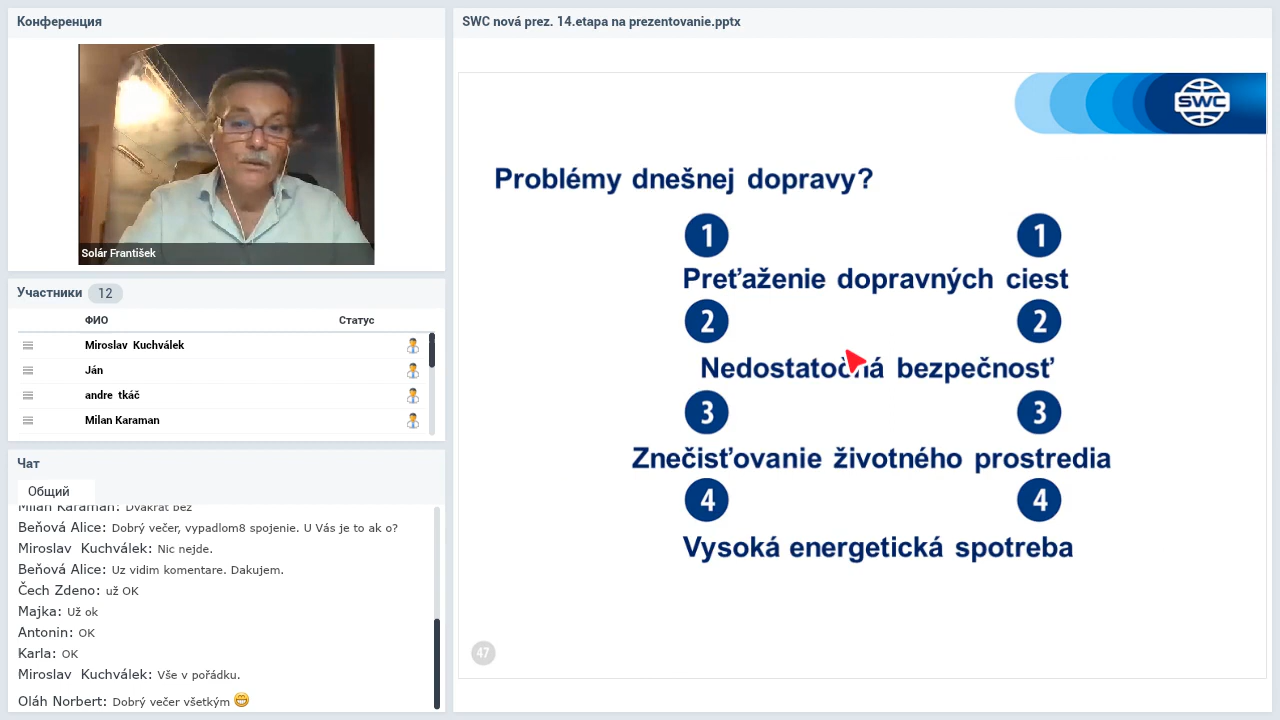 Конференция
Solár František
Участники 12
ФИО Статус
Miroslav Kuchválek
Ján
andre tkáč
Milan Karaman
Чат
Общий
Milan Karaman: Dvakrát bez
Beňová Alice: Dobrý večer, vypadlom8 spojenie. U Vás je to ak o?
Miroslav Kuchválek: Nic nejde.
Beňová Alice: Uz vidim komentare. Dakujem.
Čech Zdeno: už OK
Majka: Už ok
Antonin: OK
Karla: OK
Miroslav Kuchválek: Vše v pořádku.
Oláh Norbert: Dobrý večer všetkým
SWC nová prez. 14.etapa na prezentovanie.pptx
SWC
Problémy dnešnej dopravy?
1 1
Preťaženie dopravných ciest
2 2
Nedostatočná bezpečnosť
3 3
Znečisťovanie životného prostredia
4 4
Vysoká energetická spotreba
47